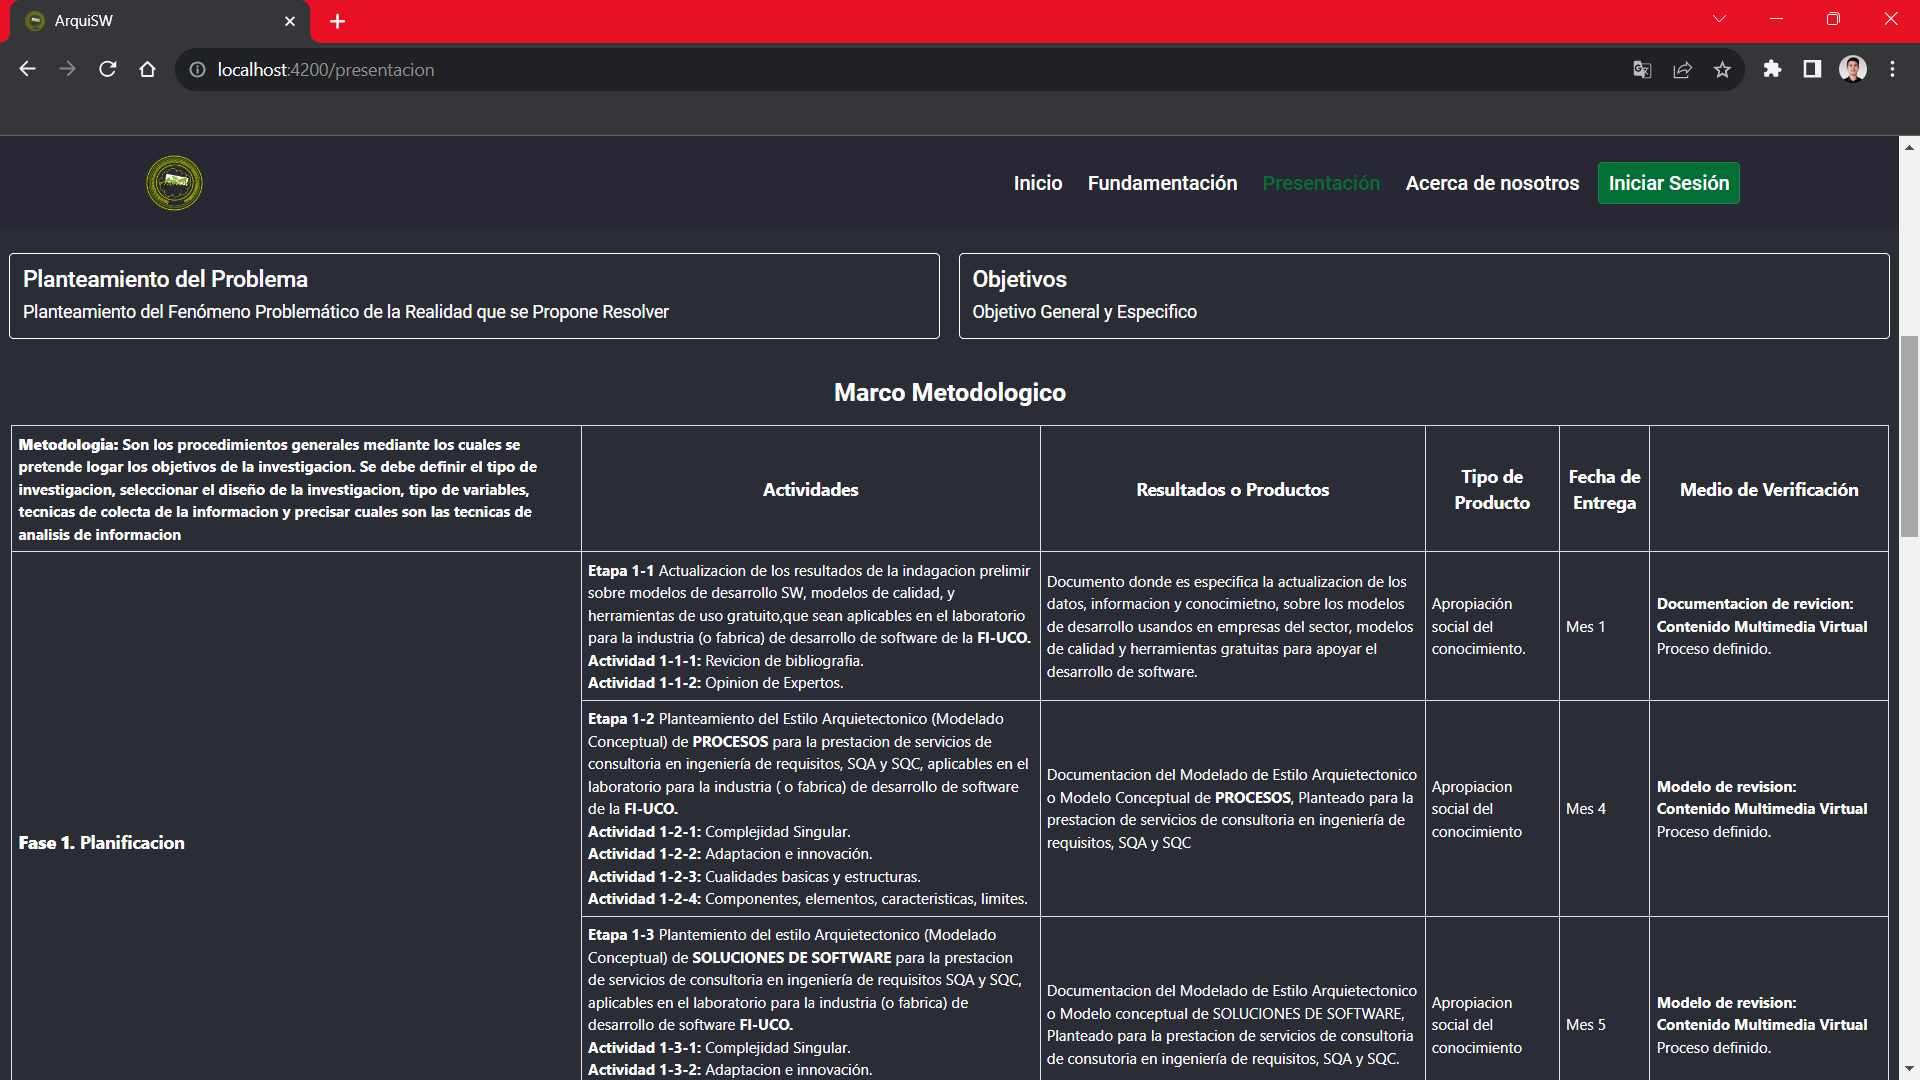 ArquiSW
localhost:4200/presentacion
Inicio Fundamentación Presentación Acerca de nosotros Iniciar Sesión
Planteamiento del Problema
Planteamiento del Fenómeno Problemático de la Realidad que se Propone Resolver
Objetivos
Objetivo General y Especifico
Marco Metodologico
Metodologia: Son los procedimientos generales mediante los cuales se
pretende logar los objetivos de la investigacion. Se debe definir el tipo de
investigacion, seleccionar el diseño de la investigacion, tipo de variables,
tecnicas de colecta de la informacion y precisar cuales son las tecnicas de
analisis de informacion
Actividades
Resultados o Productos
Tipo de
Producto
Fecha de
Entrega
Medio de Verificación
Fase 1. Planificacion
Etapa 1-1 Actualizacion de los resultados de la indagacion prelimir
sobre modelos de desarrollo SW, modelos de calidad, y
herramientas de uso gratuito,que sean aplicables en el laboratorio
para la industria (o fabrica) de desarrollo de software de la FI-UCO.
Actividad 1-1-1: Revicion de bibliografia.
Actividad 1-1-2: Opinion de Expertos.
Documento donde es especifica la actualizacion de los
datos, informacion y conocimietno, sobre los modelos
de desarrollo usandos en empresas del sector, modelos
de calidad y herramientas gratuitas para apoyar el
desarrollo de software.
Apropiación
social del
conocimiento.
Mes 1
Documentacion de revicion:
Contenido Multimedia Virtual
Proceso definido.
Etapa 1-2 Planteamiento del Estilo Arquietectonico (Modelado
Conceptual) de PROCESOS para la prestacion de servicios de
consultoria en ingeniería de requisitos, SQA y SQC, aplicables en el
laboratorio para la industria ( o fabrica) de desarrollo de software
de la FI-UCO.
Actividad 1-2-1: Complejidad Singular.
Actividad 1-2-2: Adaptacion e innovación.
Actividad 1-2-3: Cualidades basicas y estructuras.
Actividad 1-2-4: Componentes, elementos, caracteristicas, limites.
Documentacion del Modelado de Estilo Arquietectonico
o Modelo Conceptual de PROCESOS, Planteado para la
prestacion de servicios de consultoria en ingeniería de
requisitos, SQA y SQC
Apropiacion
social del
conocimiento
Mes 4
Modelo de revision:
Contenido Multimedia Virtual
Proceso definido.
Etapa 1-3 Plantemiento del estilo Arquietectonico (Modelado
Conceptual) de SOLUCIONES DE SOFTWARE para la prestacion
de servicios de consultoria en ingeniería de requisitos SQA y SQC,
aplicables en el laboratorio para la industria (o fabrica) de
desarrollo de software FI-UCO.
Actividad 1-3-1: Complejidad Singular.
Actividad 1-3-2: Adaptacion e innovación.
Documentacion del Modelado de Estilo Arquietectonico
o Modelo conceptual de SOLUCIONES DE SOFTWARE,
Planteado para la prestacion de servicios de consultoria
de consutoria en ingeniería de requisitos, SQA y SQC.
Apropiacion
social del
conocimiento
Mes 5
Modelo de revision:
Contenido Multimedia Virtual
Proceso definido.